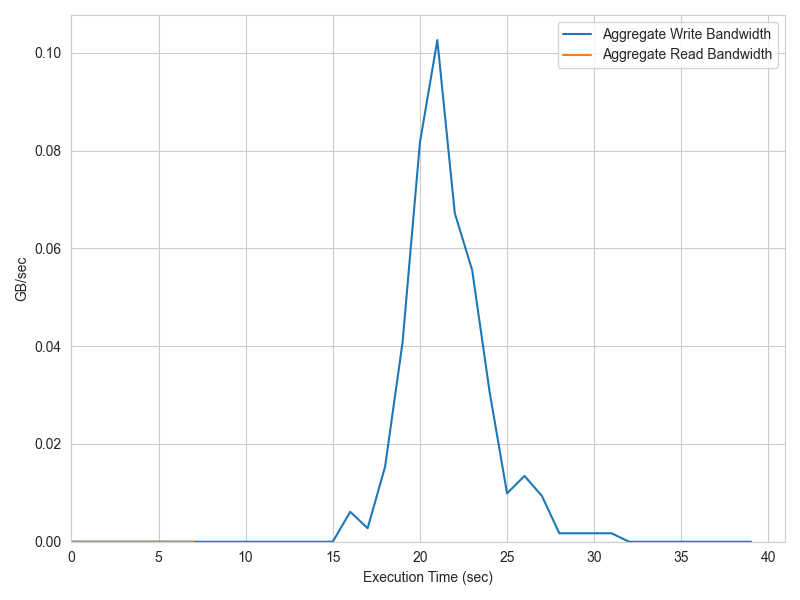 Aggregate Write Bandwidth
Aggregate Read Bandwidth
GB/sec
0.10
0.08
0.06
0.04
0.02
0.00
0 5 10 15 20 25 30 35 40
Execution Time (sec)